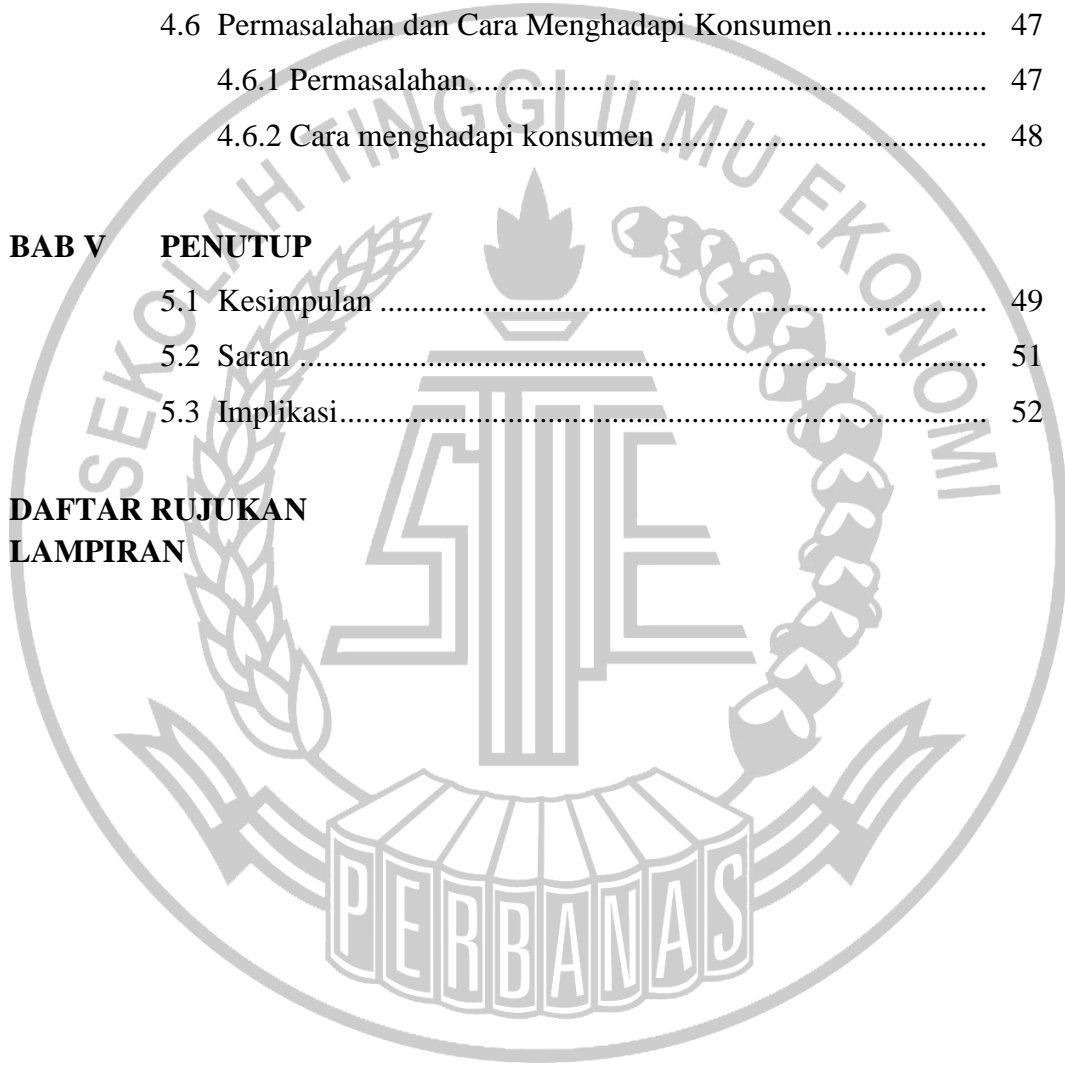 4.6 Permasalahan dan Cara Menghadapi Konsumen................... 47
4.6.1 Permasalahan................................................................ 47
4.6.2 Cara menghadapi konsumen ........................................ 48
BAB V PENUTUP
5.1 Kesimpulan ........................................................................... 49
5.2 Saran ..................................................................................... 51
5.3 Implikasi................................................................................ 52
DAFTAR RUJUKAN
LAMPIRAN
SEKOLAH TINGGI ILMU EKONOMI
STIE
PERBANAS